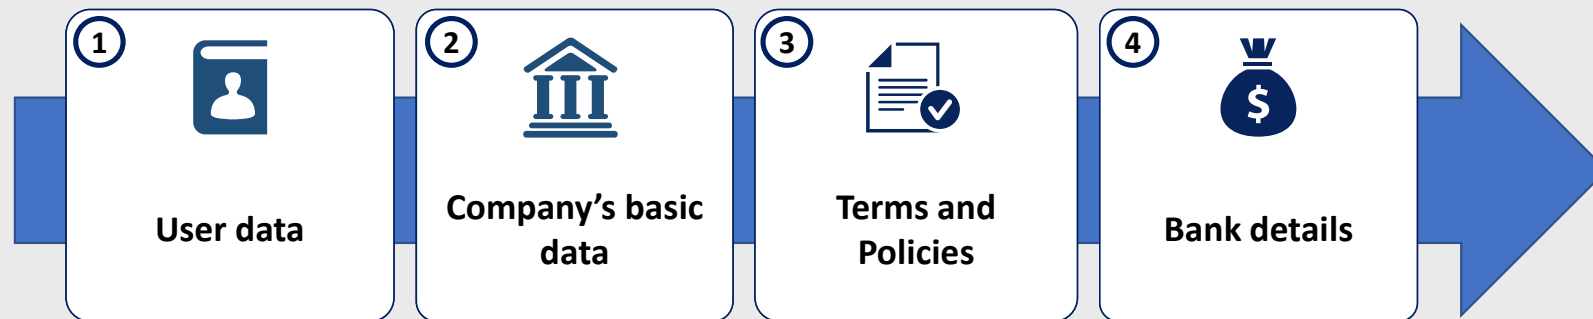 1
User data
2
Company’s basic
data
3
Terms and
Policies
4
$
Bank details